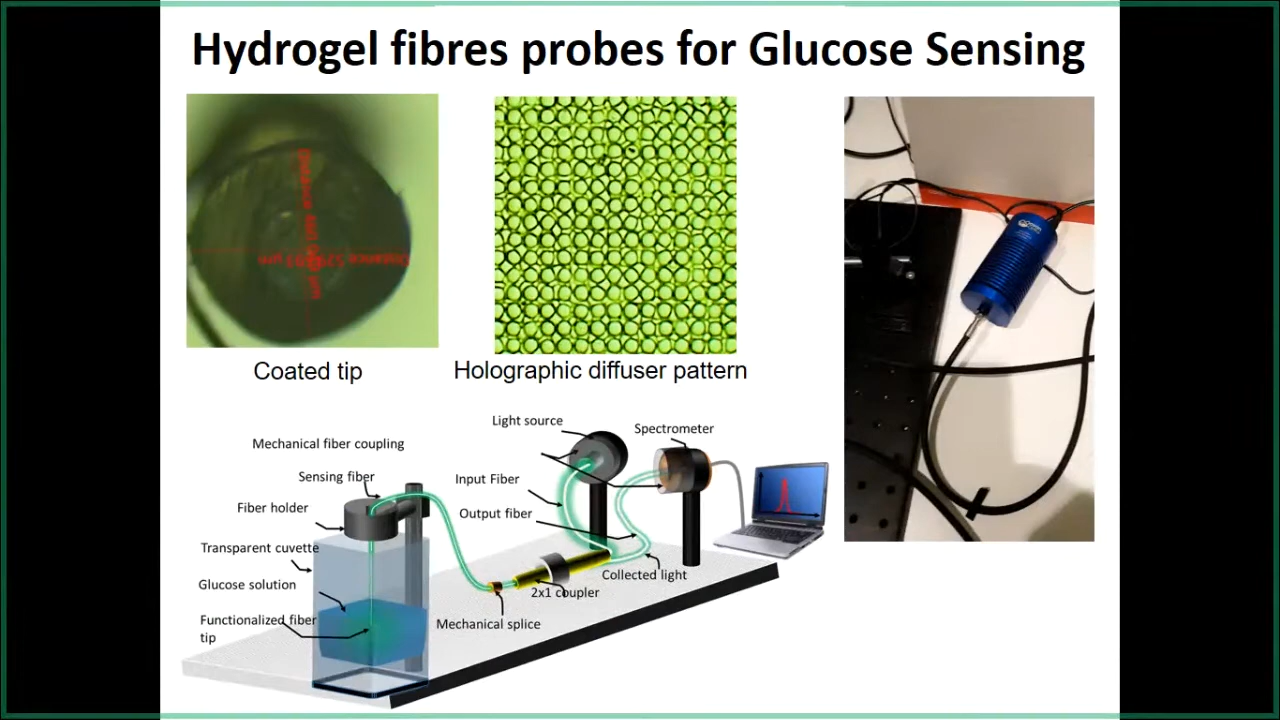 Hydrogel fibres probes for Glucose Sensing
Coated tip
Holographic diffuser pattern
Light source
Spectrometer
Mechanical fiber coupling
Sensing fiber
Input Fiber
Fiber holder
Output fiber
Transparent cuvette
Glucose solution
Collected light
2x1 coupler
Functionalized fiber
tip
Mechanical splice